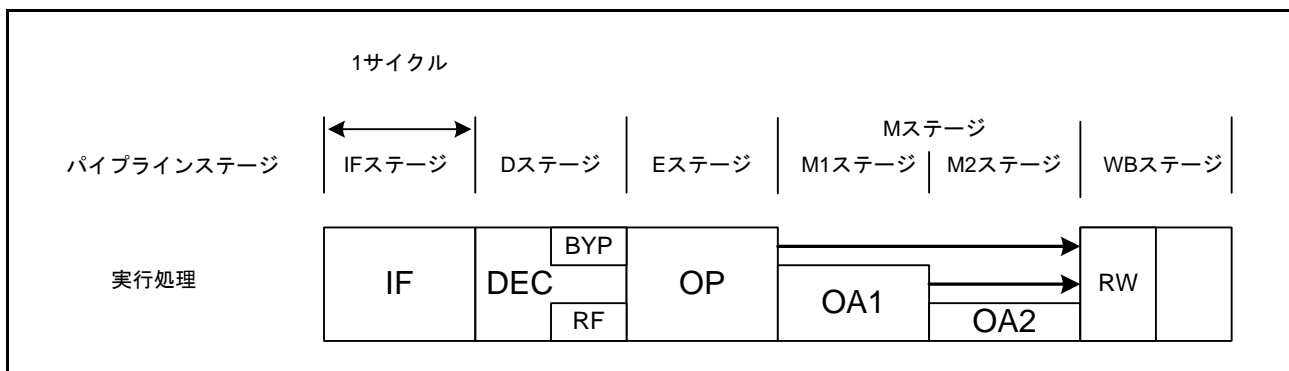 1サイクル
Mステージ
パイプラインステージ IFステージ Dステージ Eステージ M1ステージ M2ステージ WBステージ
BYP
実行処理 IF DEC OP OA1 RW
RF OA2